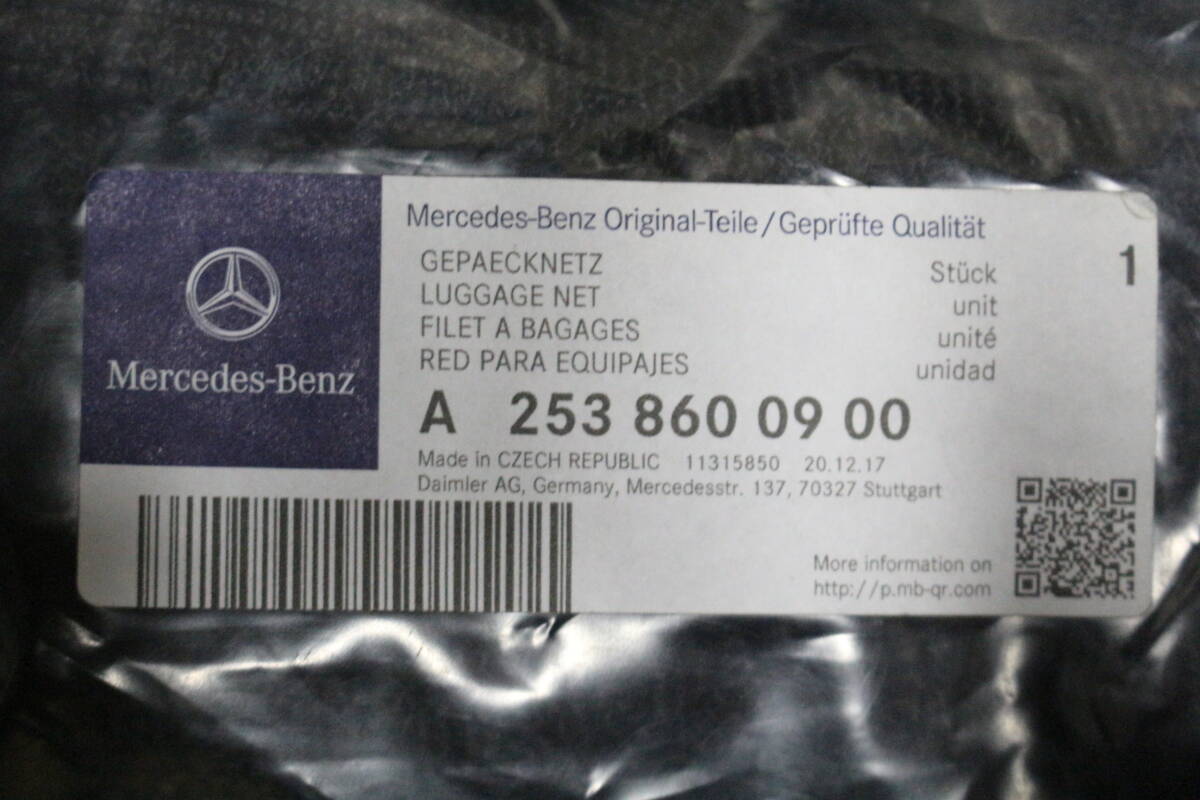 Mercedes-Benz
Mercedes-Benz Original-Teile/Geprüfte Qualität
GEPAECKNETZ Stück 1
LUGGAGE NET unit
FILET A BAGAGES unité
RED PARA EQUIPAJES unidad
A 253 860 09 00
Made in CZECH REPUBLIC 11315850 20.12.17
Daimler AG, Germany, Mercedesstr. 137, 70327 Stuttgart
More information on
http://p.mb-qr.com